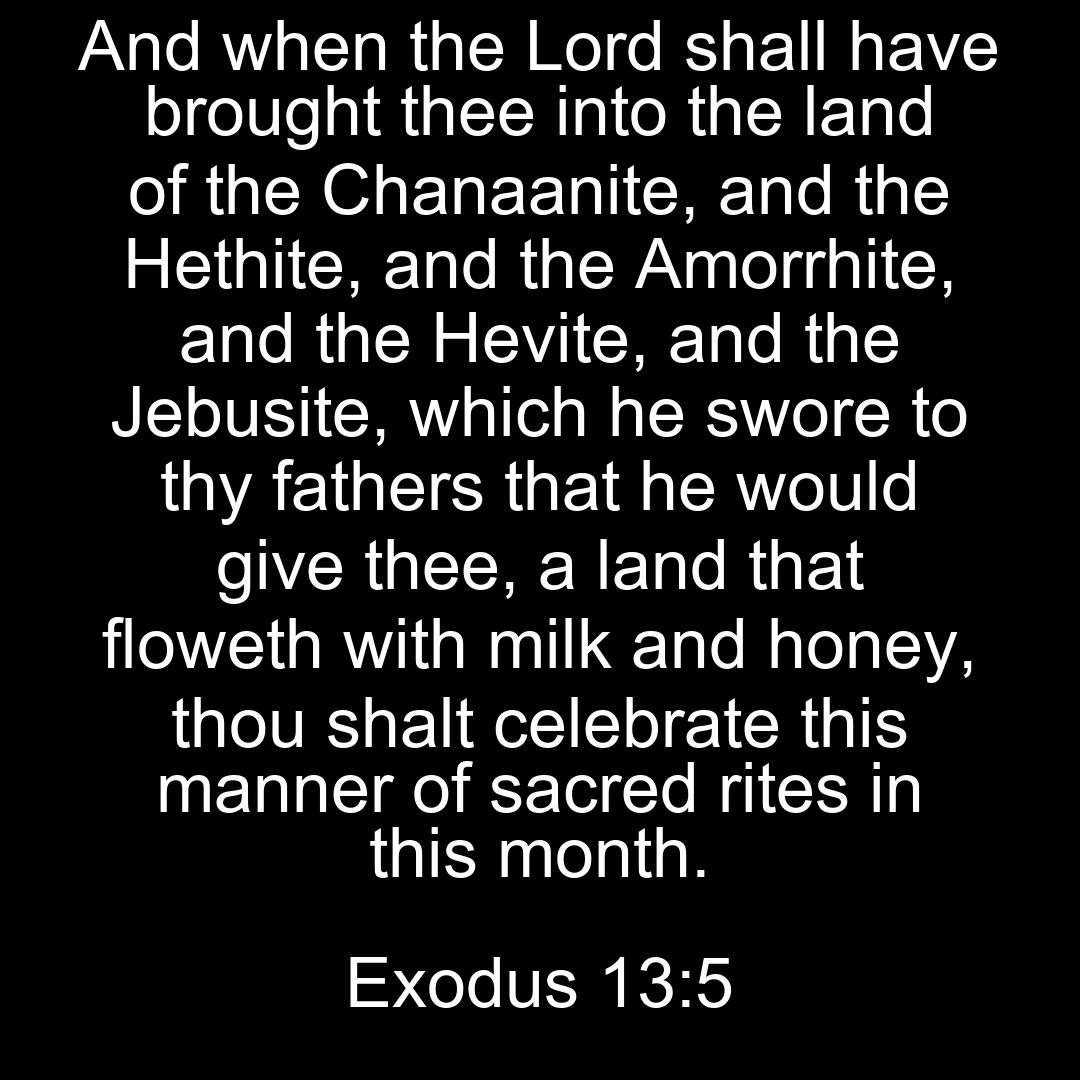 And when the Lord shall have
brought thee into the land
of the Chanaanite, and the
Hethite, and the Amorrhite,
and the Hevite, and the
Jebusite, which he swore to
thy fathers that he would
give thee, a land that
floweth with milk and honey,
thou shalt celebrate this
manner of sacred rites in
this month.
Exodus 13:5